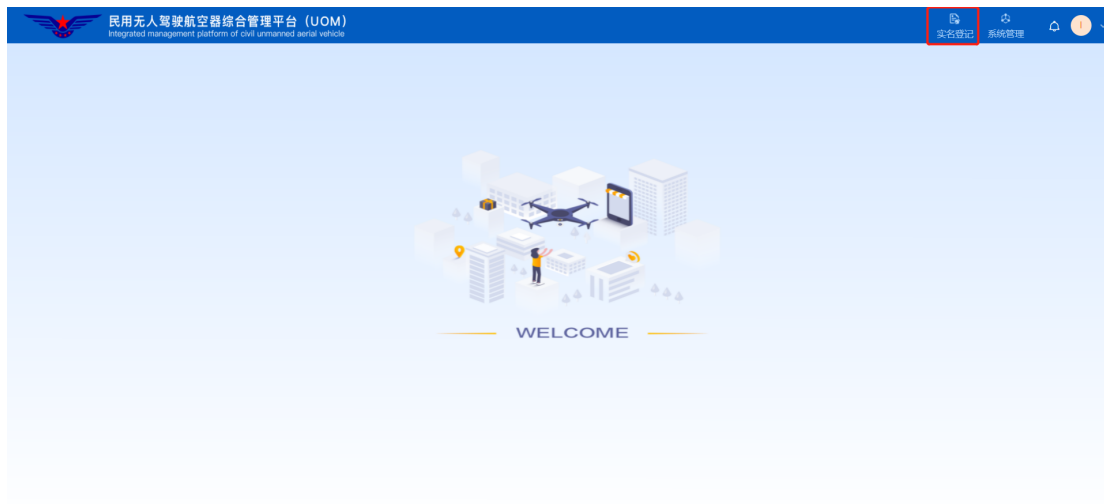 民用无人驾驶航空器综合管理平台（UOM）
Integrated management platform of civil unmanned aerial vehicle
实名登记
系统管理
WELCOME